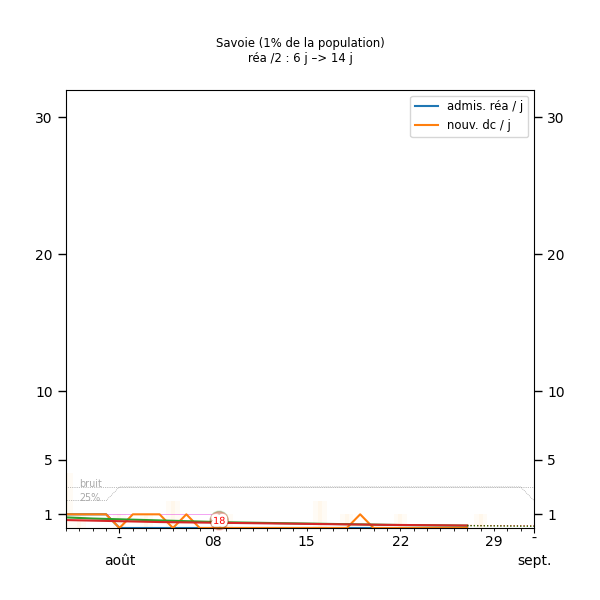 Savoie (1% de la population)
réa /2 : 6 j –> 14 j
admis. réa / j
nouv. dc / j
30 30
20 20
10 10
5 5
bruit
25%
1 1
18
- 08 15 22 29 -
août sept.